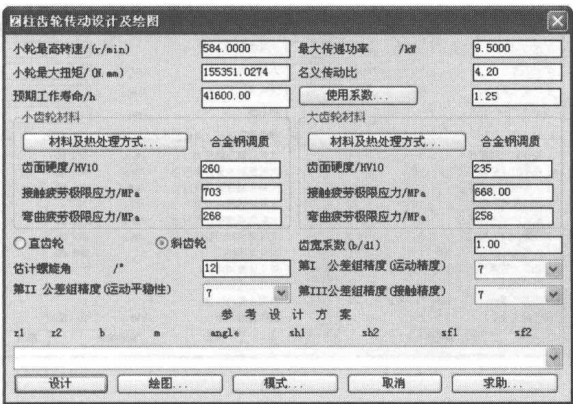 圆柱齿轮传动设计及绘图
小轮最高转速/(r/min) 584.0000 最大传递功率 /kW 9.5000
小轮最大扭矩/(N.mm) 155351.0274 名义传动比 4.20
预期工作寿命/h 41600.00 使用系数... 1.25
小齿轮材料 大齿轮材料
材料及热处理方式... 合金钢调质 材料及热处理方式... 合金钢调质
齿面硬度/HV10 260 齿面硬度/HV10 235
接触疲劳极限应力/MPa 703 接触疲劳极限应力/MPa 668.00
弯曲疲劳极限应力/MPa 268 弯曲疲劳极限应力/MPa 258
直齿轮 斜齿轮 齿宽系数(b/d1) 1.00
估计螺旋角 /° 12 第I 公差组精度(运动精度) 7
第II 公差组精度(运动平稳性) 7 第III公差组精度(接触精度) 7
参 考 设 计 方 案
z1 z2 b m angle sh1 sh2 sf1 sf2
设计 绘图... 模式... 取消 求助...